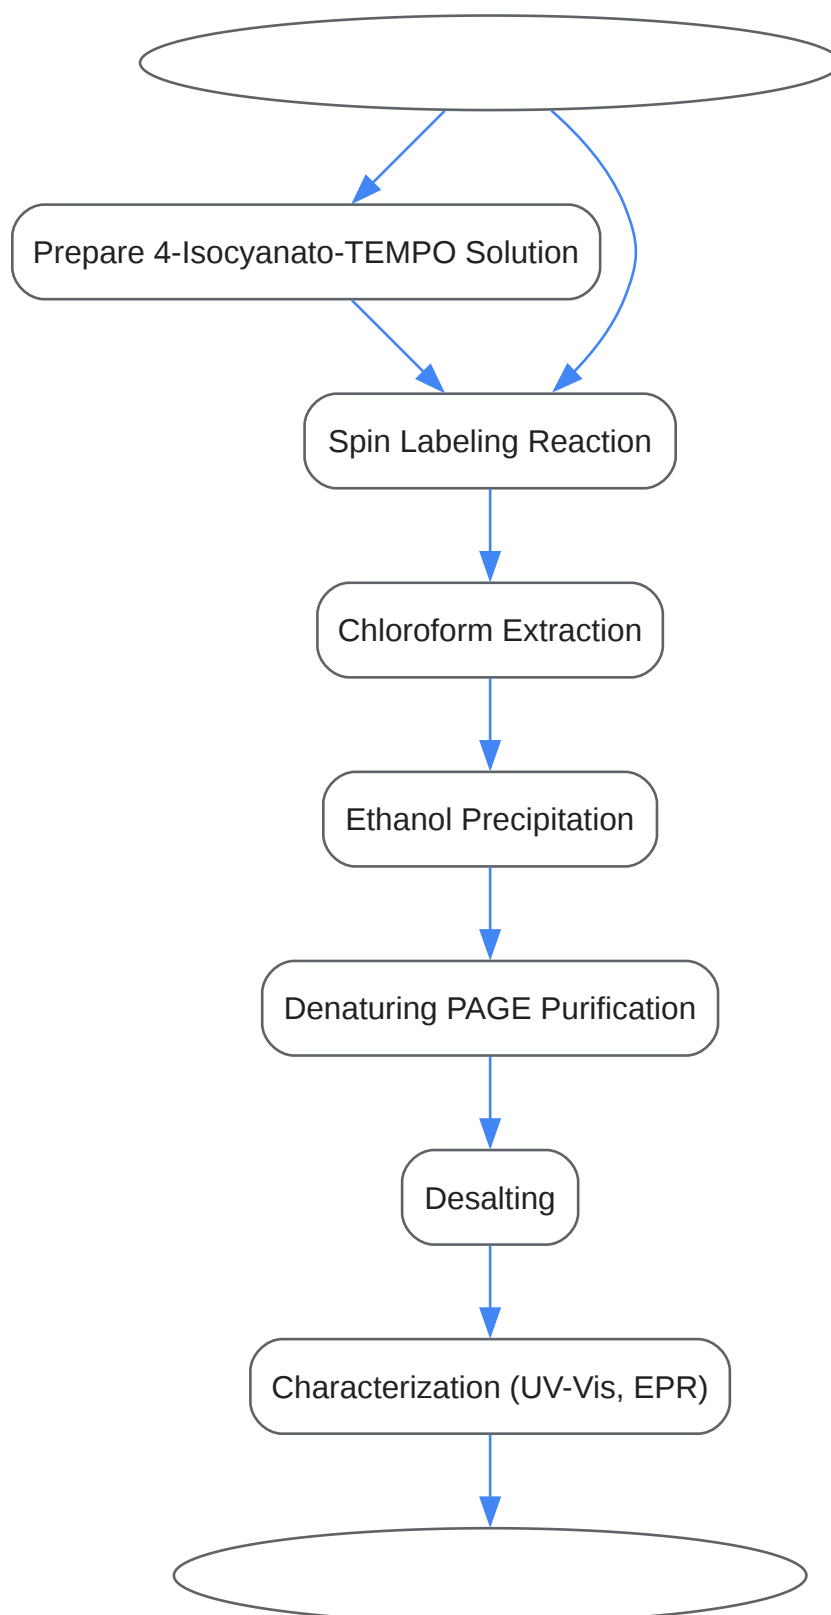 Prepare 4-Isocyanato-TEMPO Solution
Spin Labeling Reaction
Chloroform Extraction
Ethanol Precipitation
Denaturing PAGE Purification
Desalting
Characterization (UV-Vis, EPR)